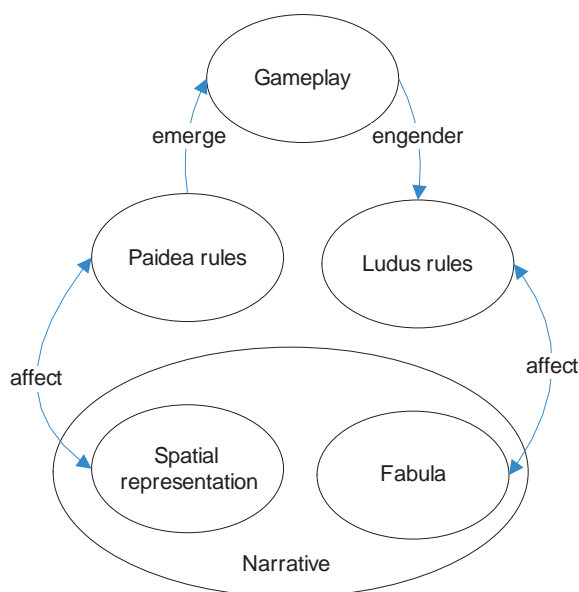 Gameplay
emerge
engender
Paidea rules
Ludus rules
affect
affect
Spatial
representation
Fabula
Narrative